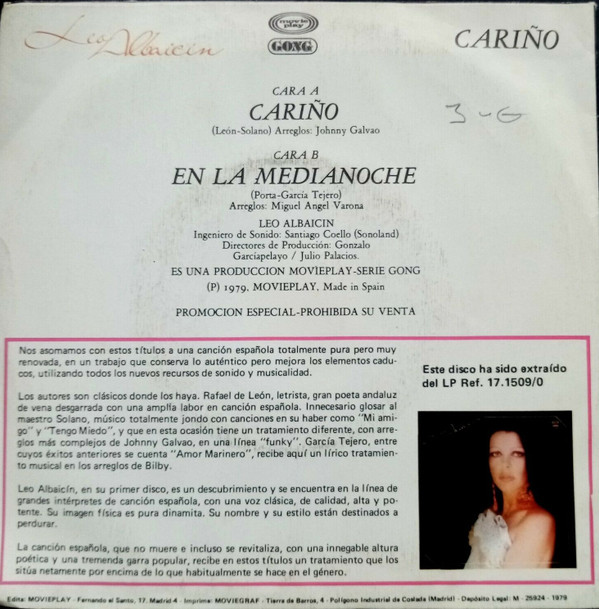 Leo Albaicin
movie play
GONG
CARIÑO
CARA A
CARIÑO
(León-Solano) Arreglos: Johnny Galvao
3-G
CARA B
EN LA MEDIANOCHE
(Porta-García Tejero)
Arreglos: Miguel Angel Varona
LEO ALBAICIN
Ingeniero de Sonido: Santiago Coello (Sonoland)
Directores de Producción: Gonzalo
Garciapelayo / Julio Palacios.
ES UNA PRODUCCION MOVIEPLAY-SERIE GONG
(P) 1979, MOVIEPLAY, Made in Spain
PROMOCION ESPECIAL-PROHIBIDA SU VENTA
Nos asomamos con estos títulos a una canción española totalmente pura pero muy
renovada, en un trabajo que conserva lo auténtico pero mejora los elementos cadu-
cos, utilizando todos los nuevos recursos de sonido y musicalidad.
Los autores son clásicos donde los haya. Rafael de León, letrista, gran poeta andaluz
de vena desgarrada con una amplía labor en canción española. Innecesario glosar al
maestro Solano, músico totalmente jondo con canciones en su haber como "Mi ami-
go" y "Tengo Miedo", y que en esta ocasión tiene un tratamiento diferente, con arre-
glos más complejos de Johnny Galvao, en una línea "funky". García Tejero, entre
cuyos éxitos anteriores se cuenta "Amor Marinero", recibe aquí un lírico tratamien-
to musical en los arreglos de Bilby.
Leo Albaicín, en su primer disco, es un descubrimiento y se encuentra en la línea de
grandes intérpretes de canción española, con una voz clásica, de calidad, alta y po-
tente. Su imagen física es pura dinamita. Su nombre y su estilo están destinados a
perdurar.
La canción española, que no muere e incluso se revitaliza, con una innegable altura
poética y una tremenda garra popular, recibe en estos títulos un tratamiento que los
sitúa netamente por encima de lo que habitualmente se hace en el género.
Este disco ha sido extraído
del LP Ref. 17.1509/0
Edita: MOVIEPLAY - Fernando el Santo, 17. Madrid-4 - Imprime: MOVIEGRAF - Tierra de Barros, 4 - Polígono Industrial de Coslada (Madrid) - Depósito Legal: M - 25924 - 1979